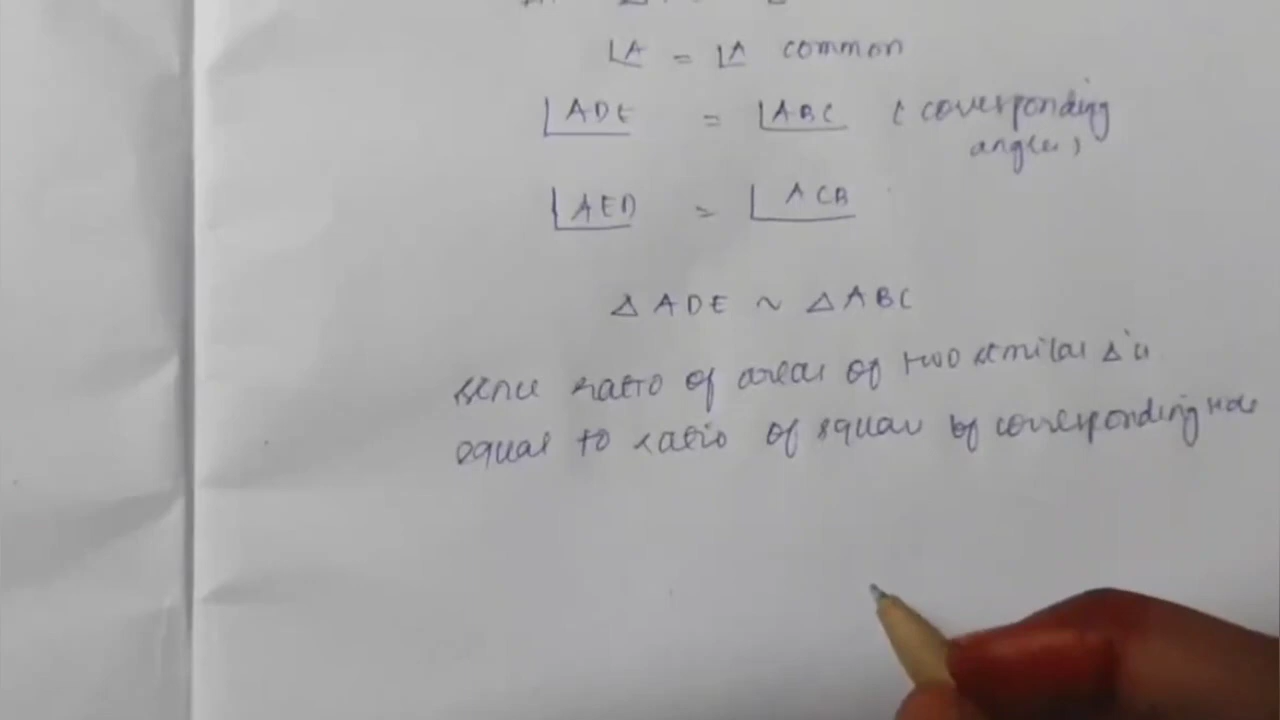 ∠A = ∠A common
∠ADE = ∠ABC (corresponding
angles)
∠AED = ∠ACB
Δ ADE ~ Δ ABC
since ratio of areas of two similar Δ's
equal to ratio of square of corresponding side